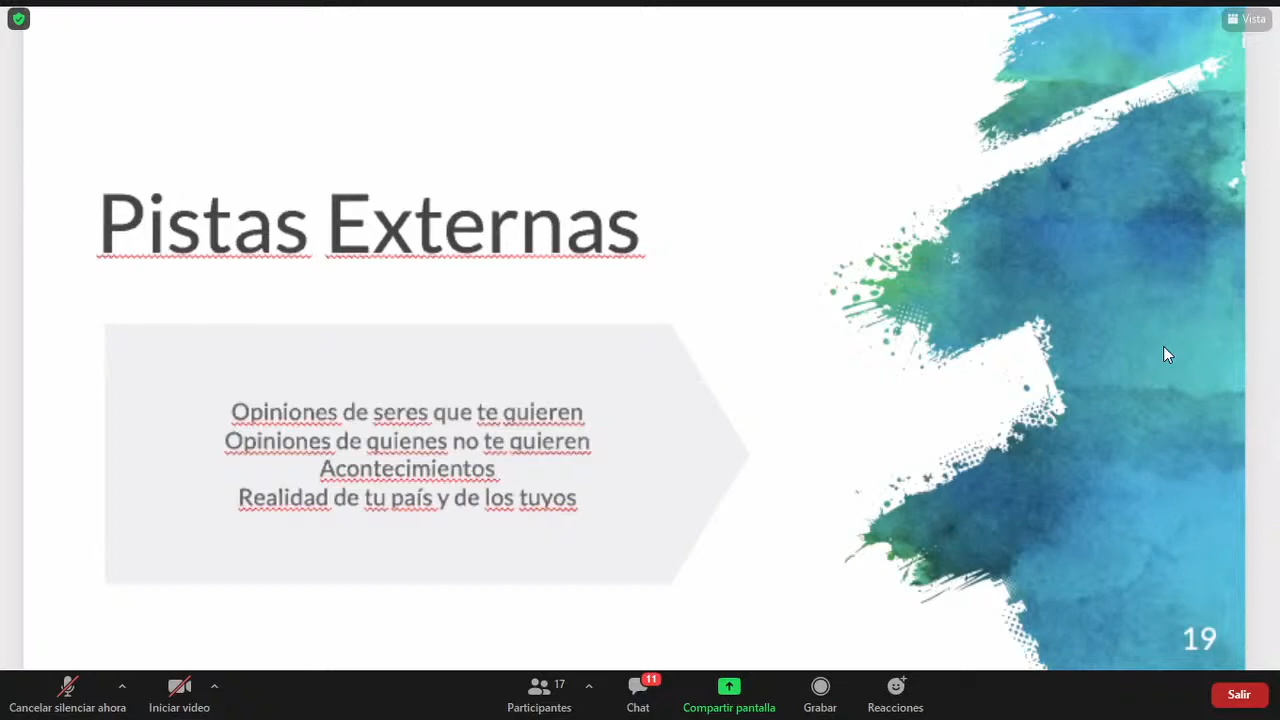 Vista
Pistas Externas
Opiniones de seres que te quieren
Opiniones de quienes no te quieren
Acontecimientos
Realidad de tu país y de los tuyos
19
Cancelar silenciar ahora
Iniciar video
17
Participantes
11
Chat
Compartir pantalla
Grabar
Reacciones
Salir